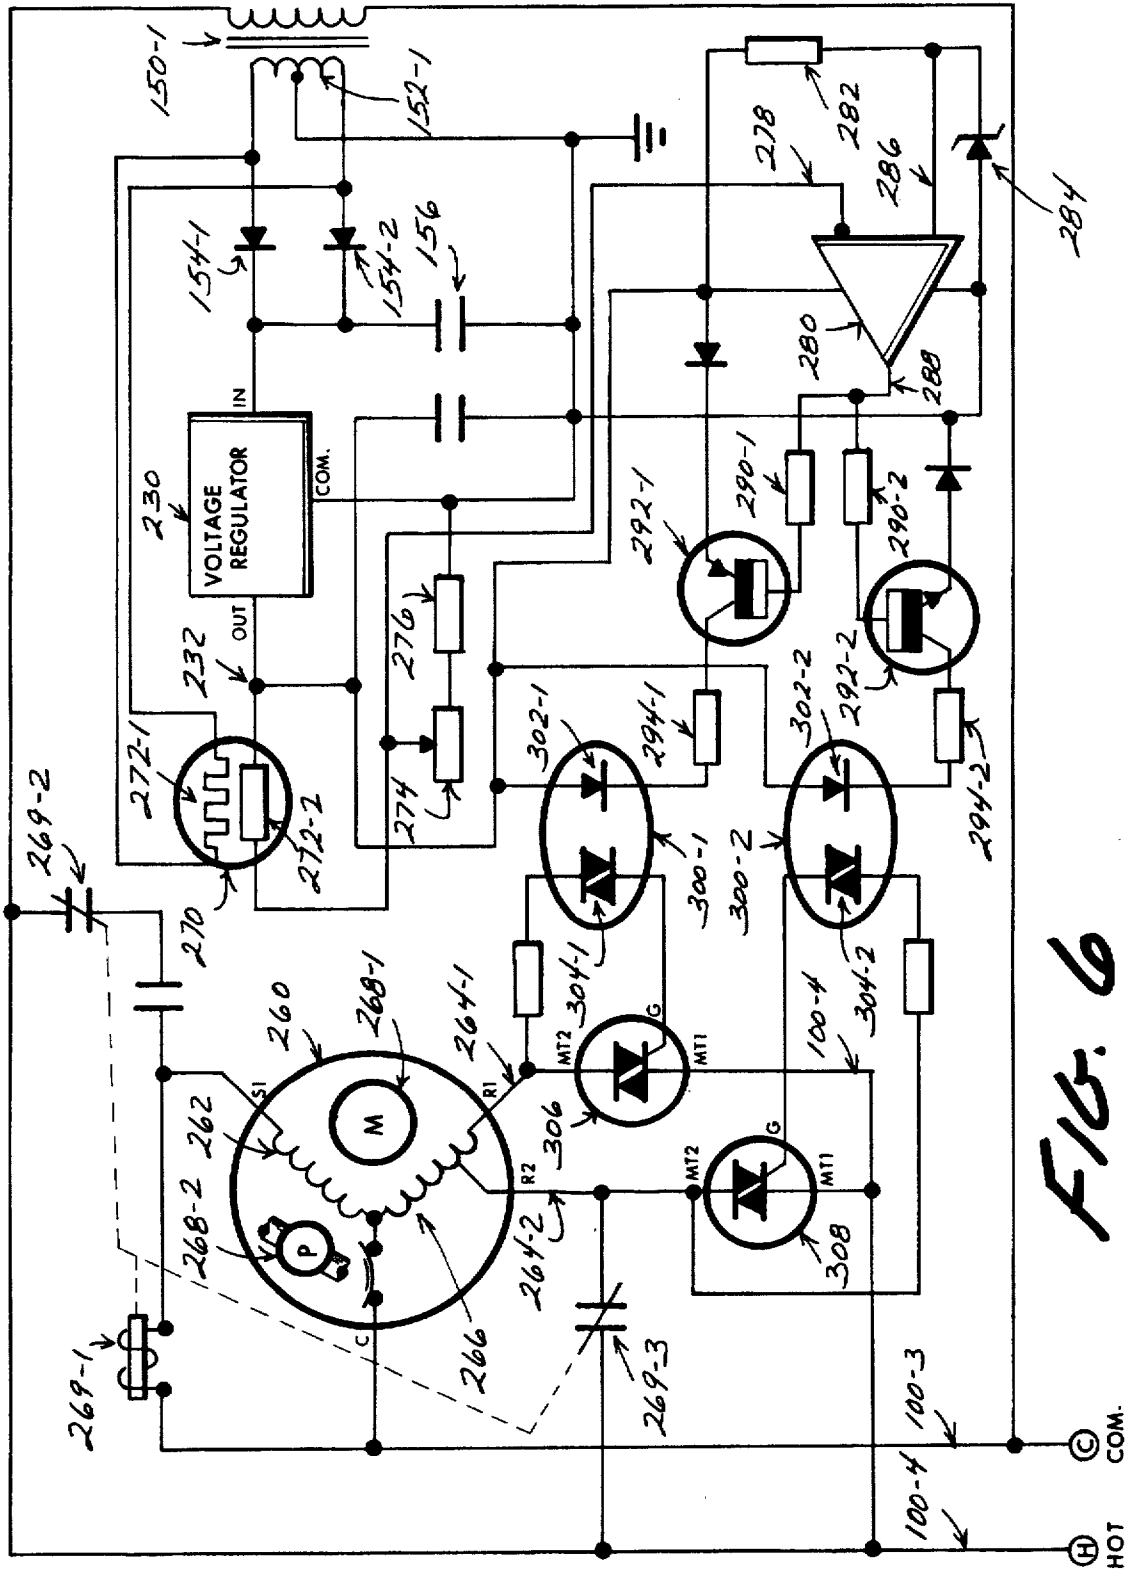 150-1
152-1
154-1
154-2
156
230
VOLTAGE
REGULATOR
IN
COM.
OUT
232
272-1
272-2
269-2
270
274
276
278
282
286
284
280
288
290-1
290-2
292-1
292-2
294-1
294-2
302-1
302-2
300-1
300-2
304-1
304-2
260
262
S1
M
268-1
268-2
P
C
R1
R2
264-1
264-2
266
269-1
269-3
MT2
G
MT1
306
100-4
MT2
G
MT1
308
100-3
100-4
H
HOT
C
COM.
FIG. 6